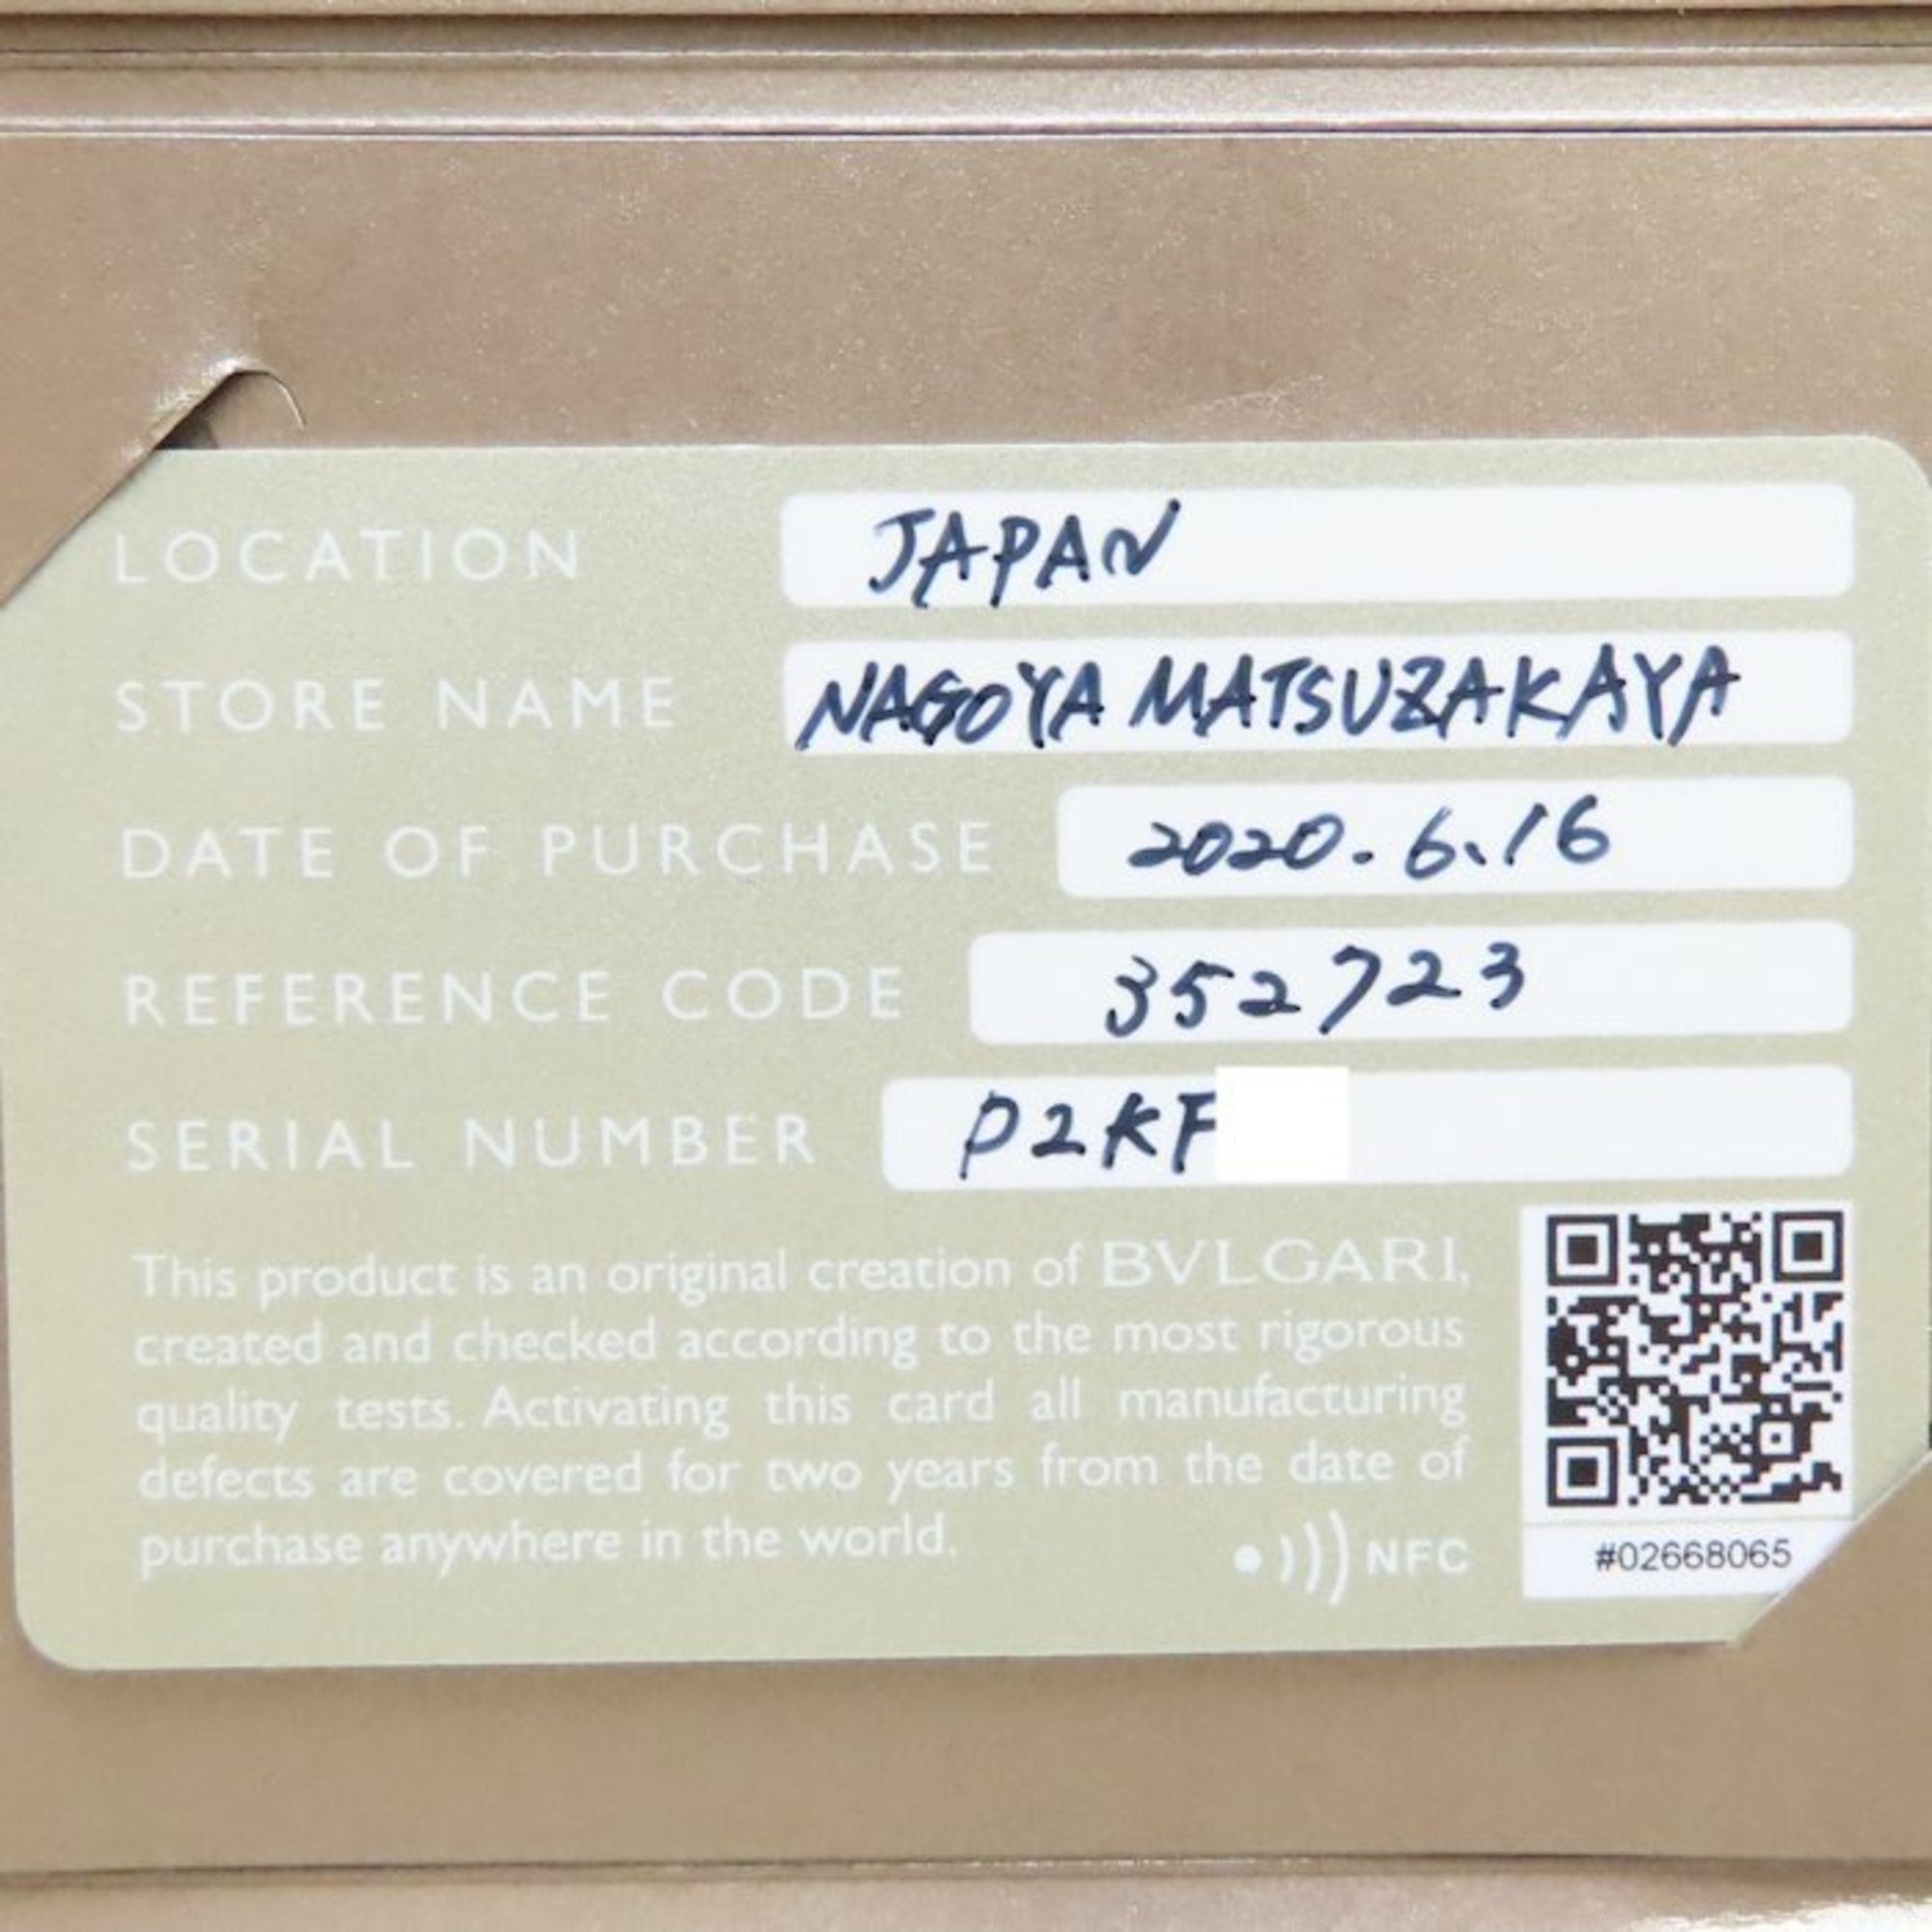 LOCATION JAPAN
STORE NAME NAGOYA MATSUZAKAYA
DATE OF PURCHASE 2020.6.16
REFERENCE CODE 352723
SERIAL NUMBER P2KF
This product is an original creation of BVLGARI,
created and checked according to the most rigorous
quality tests. Activating this card all manufacturing
defects are covered for two years from the date of
purchase anywhere in the world.
NFC
#02668065